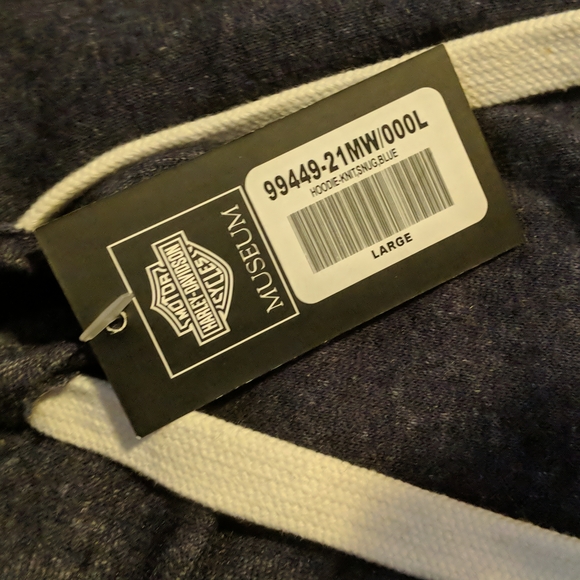 99449-21MW/000L
HOODIE-KNIT,SNUG,BLUE
LARGE
MOTOR
HARLEY-DAVIDSON
CYCLES
MUSEUM